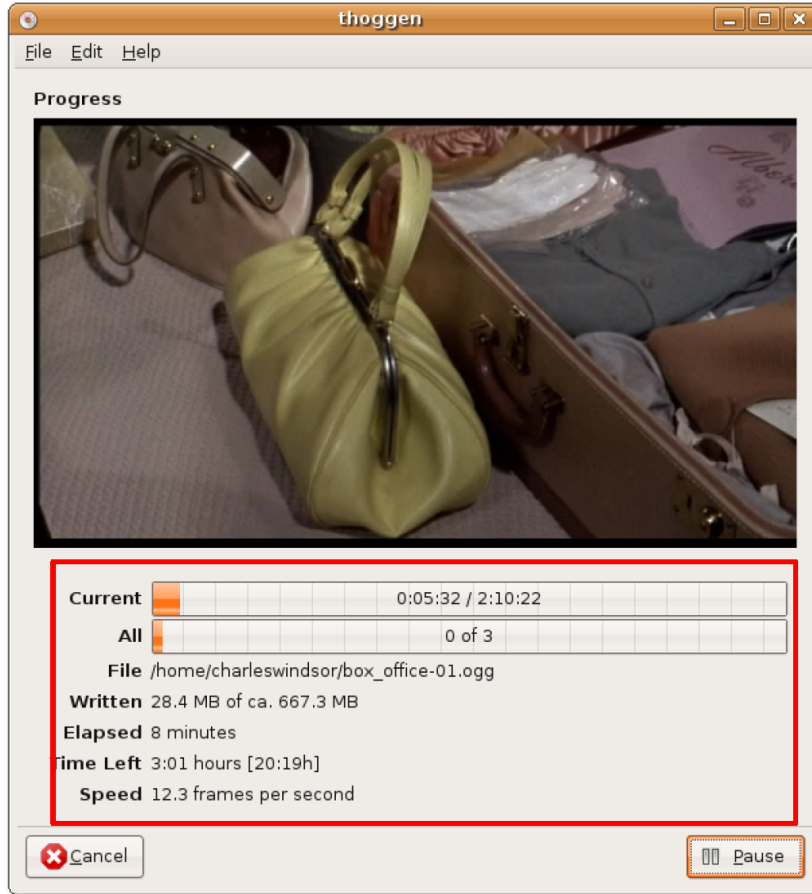 thoggen
File Edit Help
Progress
Alber
Current 0:05:32 / 2:10:22
All 0 of 3
File /home/charleswindsor/box_office-01.ogg
Written 28.4 MB of ca. 667.3 MB
Elapsed 8 minutes
Time Left 3:01 hours [20:19h]
Speed 12.3 frames per second
Cancel Pause